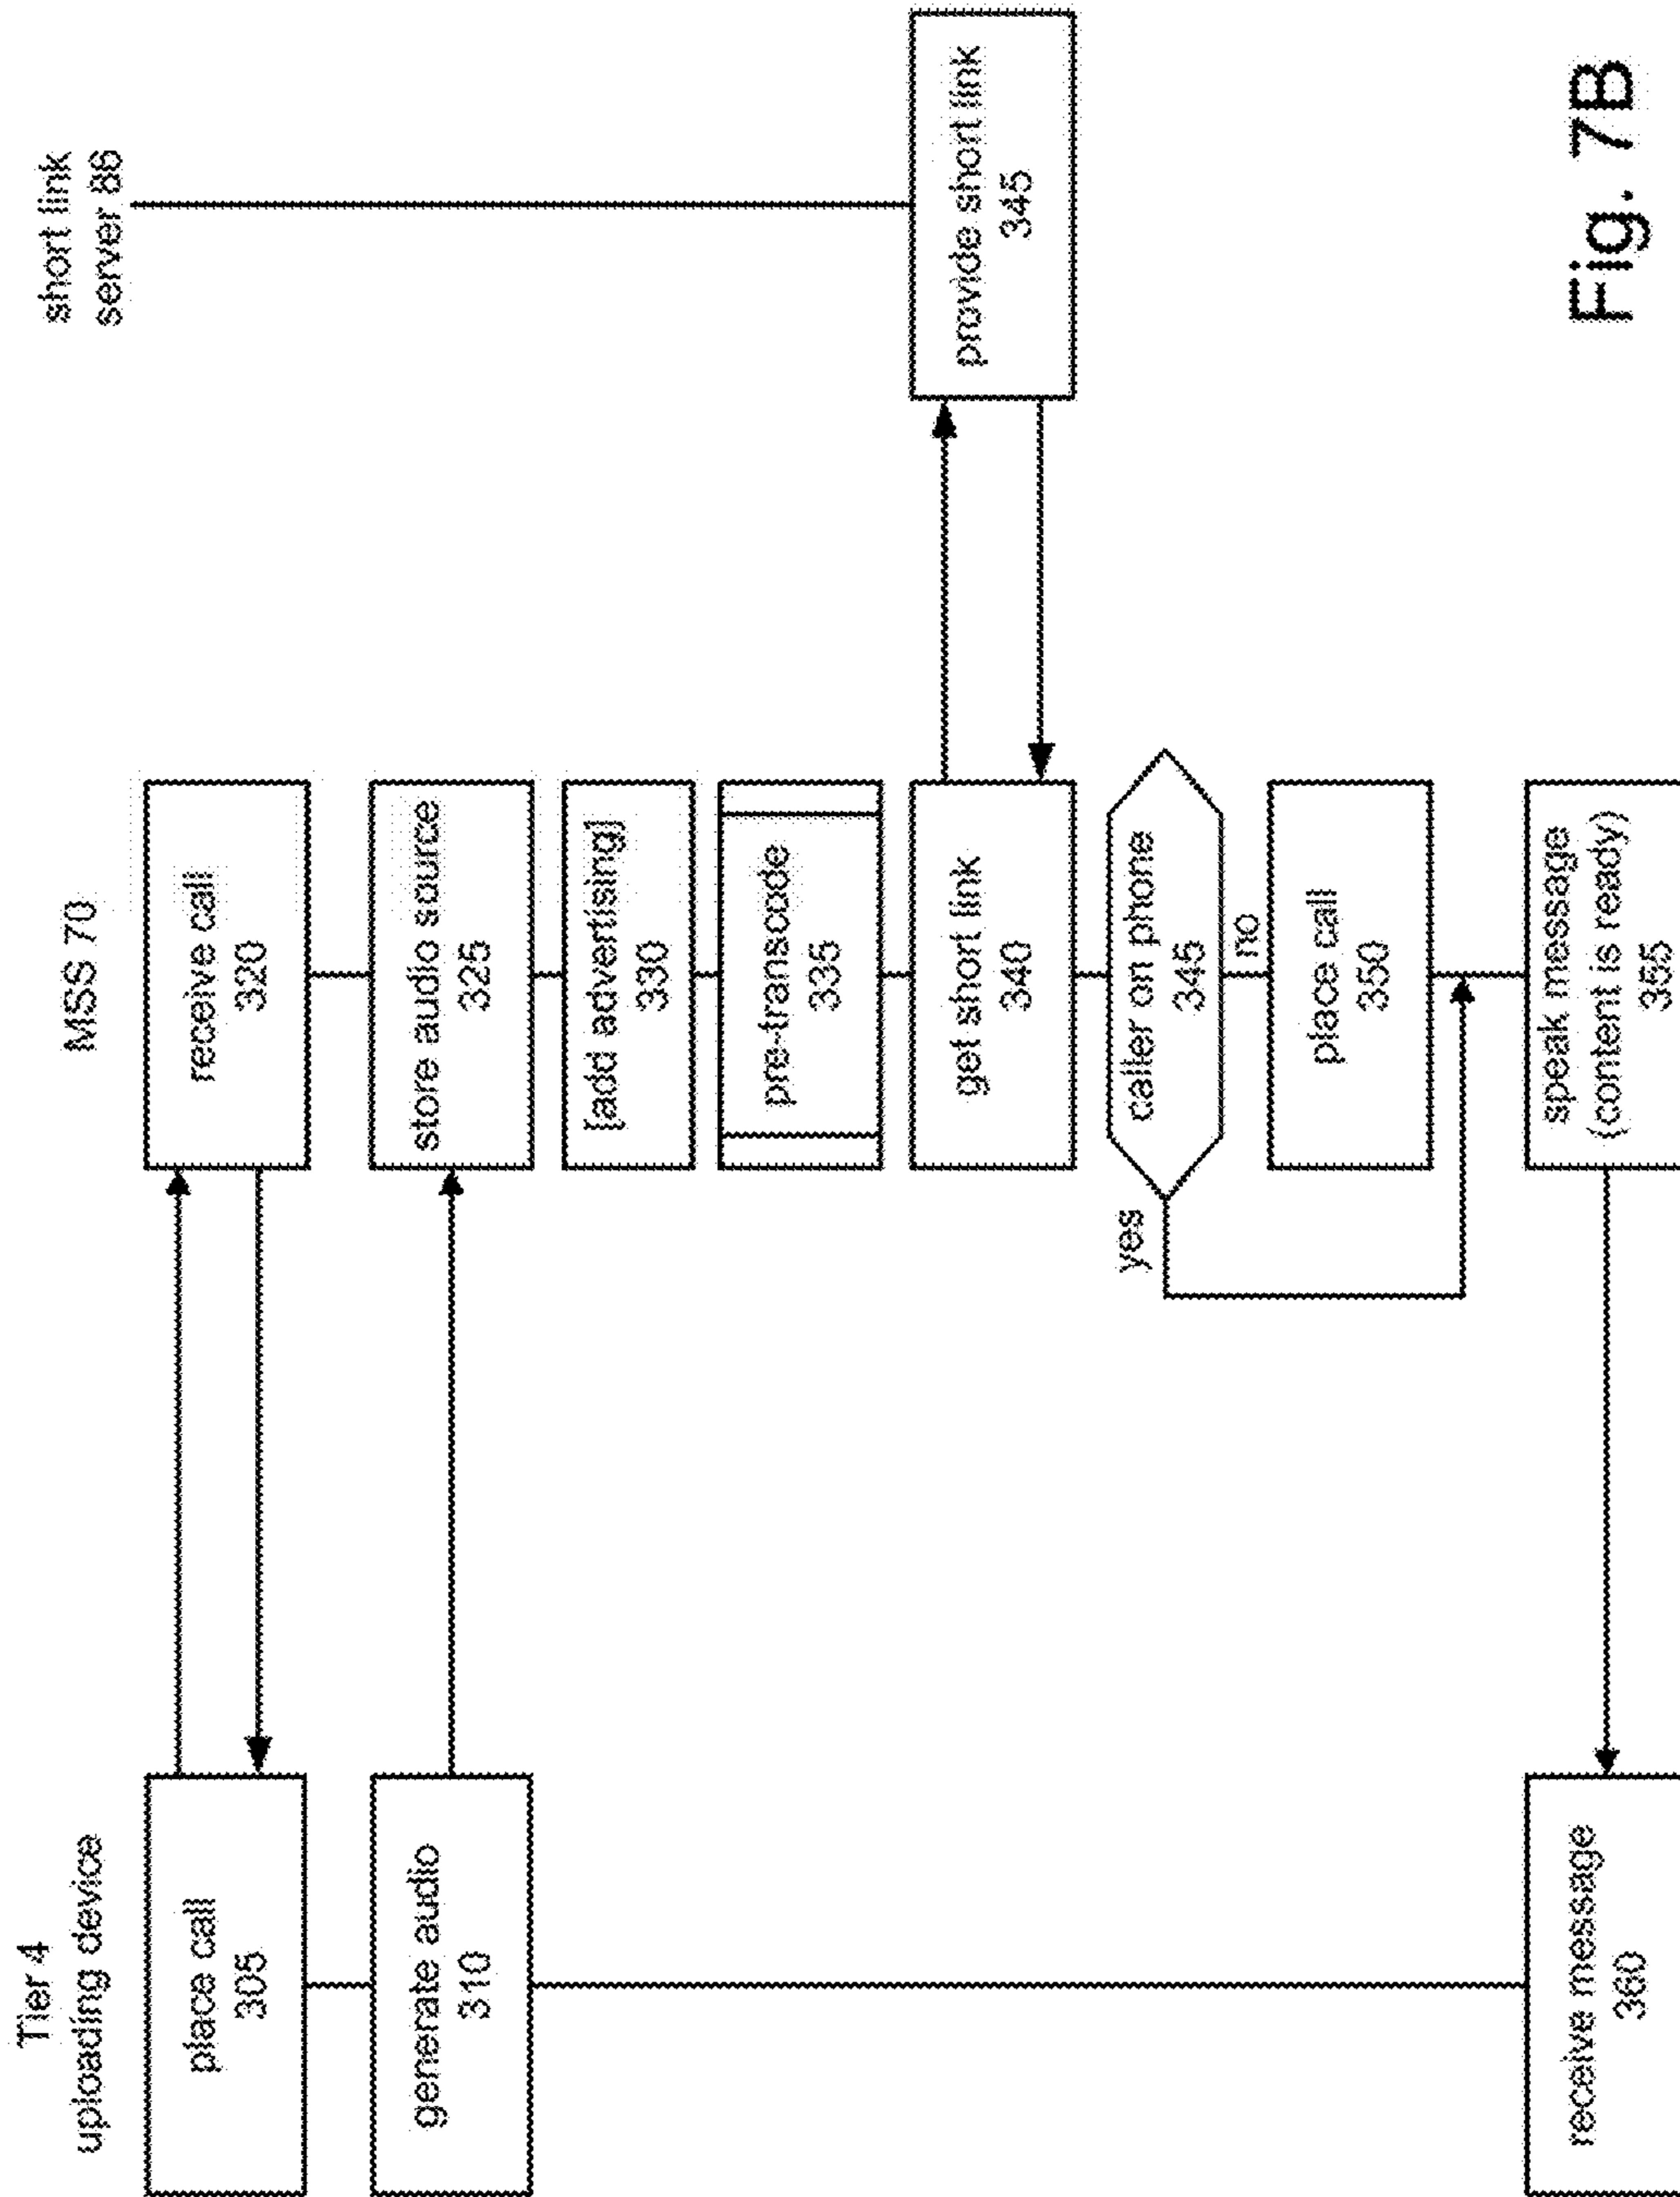 Tier 4
uploading device
MSS 70
short link
server 86
place call
305
receive call
320
generate audio
310
store audio source
325
[add advertising]
330
pre-transcode
335
get short link
340
provide short link
345
caller on phone
345
yes
no
place call
350
speak message
(content is ready)
355
receive message
360
Fig. 7B